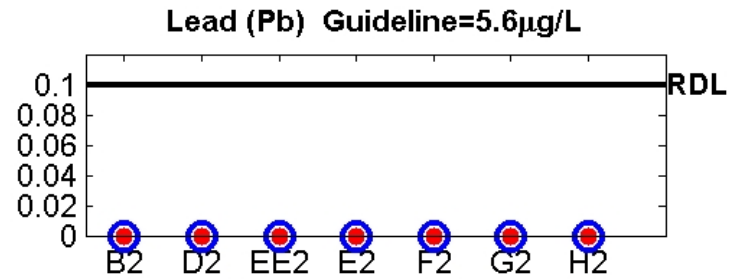 Lead (Pb) Guideline=5.6μg/L
0.1 RDL
0.08
0.06
0.04
0.02
0
B2 D2 EE2 E2 F2 G2 H2